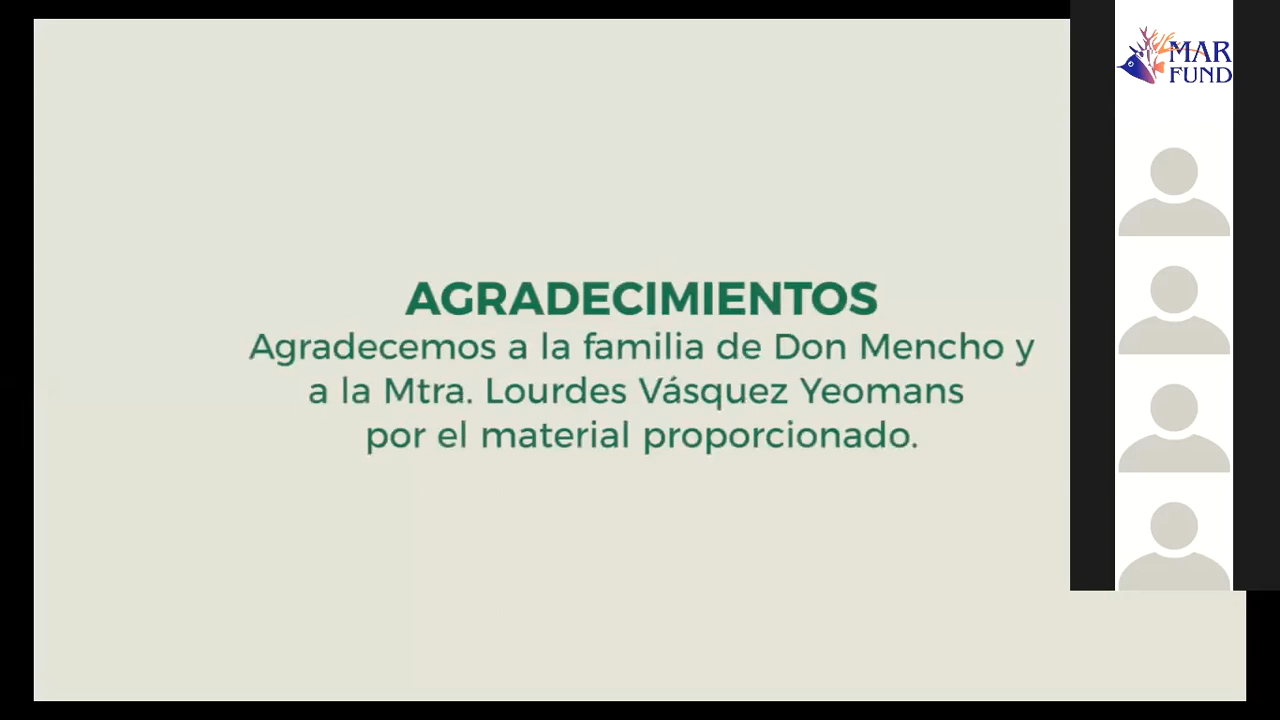 AGRADECIMIENTOS
Agradecemos a la familia de Don Mencho y
a la Mtra. Lourdes Vásquez Yeomans
por el material proporcionado.
MAR
FUND